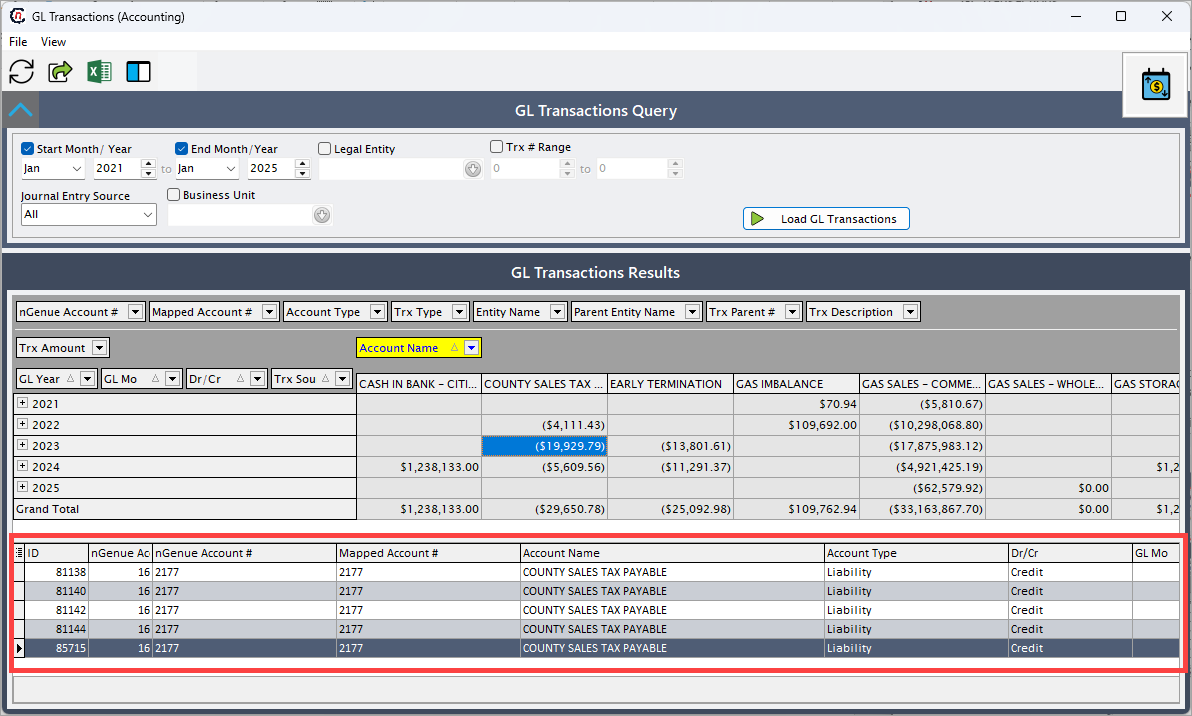 GL Transactions (Accounting)
File View
GL Transactions Query
Start Month/ Year End Month/Year Legal Entity Trx # Range
Jan 2021 to Jan 2025 0 to 0
Journal Entry Source Business Unit
All Load GL Transactions
GL Transactions Results
nGenue Account # Mapped Account # Account Type Trx Type Entity Name Parent Entity Name Trx Parent # Trx Description
Trx Amount Account Name
GL Year GL Mo Dr/Cr Trx Sou CASH IN BANK - CITI... COUNTY SALES TAX ... EARLY TERMINATION GAS IMBALANCE GAS SALES - COMME... GAS SALES - WHOLE... GAS STORAG
2021 $70.94 ($5,810.67)
2022 ($4,111.43) $109,692.00 ($10,298,068.80)
2023 ($19,929.79) ($13,801.61) ($17,875,983.12)
2024 $1,238,133.00 ($5,609.56) ($11,291.37) ($4,921,425.19) $1,2
2025 ($62,579.92) $0.00
Grand Total $1,238,133.00 ($29,650.78) ($25,092.98) $109,762.94 ($33,163,867.70) $0.00 $1,2
ID nGenue Ac nGenue Account # Mapped Account # Account Name Account Type Dr/Cr GL Mo
81138 16 2177 2177 COUNTY SALES TAX PAYABLE Liability Credit
81140 16 2177 2177 COUNTY SALES TAX PAYABLE Liability Credit
81142 16 2177 2177 COUNTY SALES TAX PAYABLE Liability Credit
81144 16 2177 2177 COUNTY SALES TAX PAYABLE Liability Credit
85715 16 2177 2177 COUNTY SALES TAX PAYABLE Liability Credit